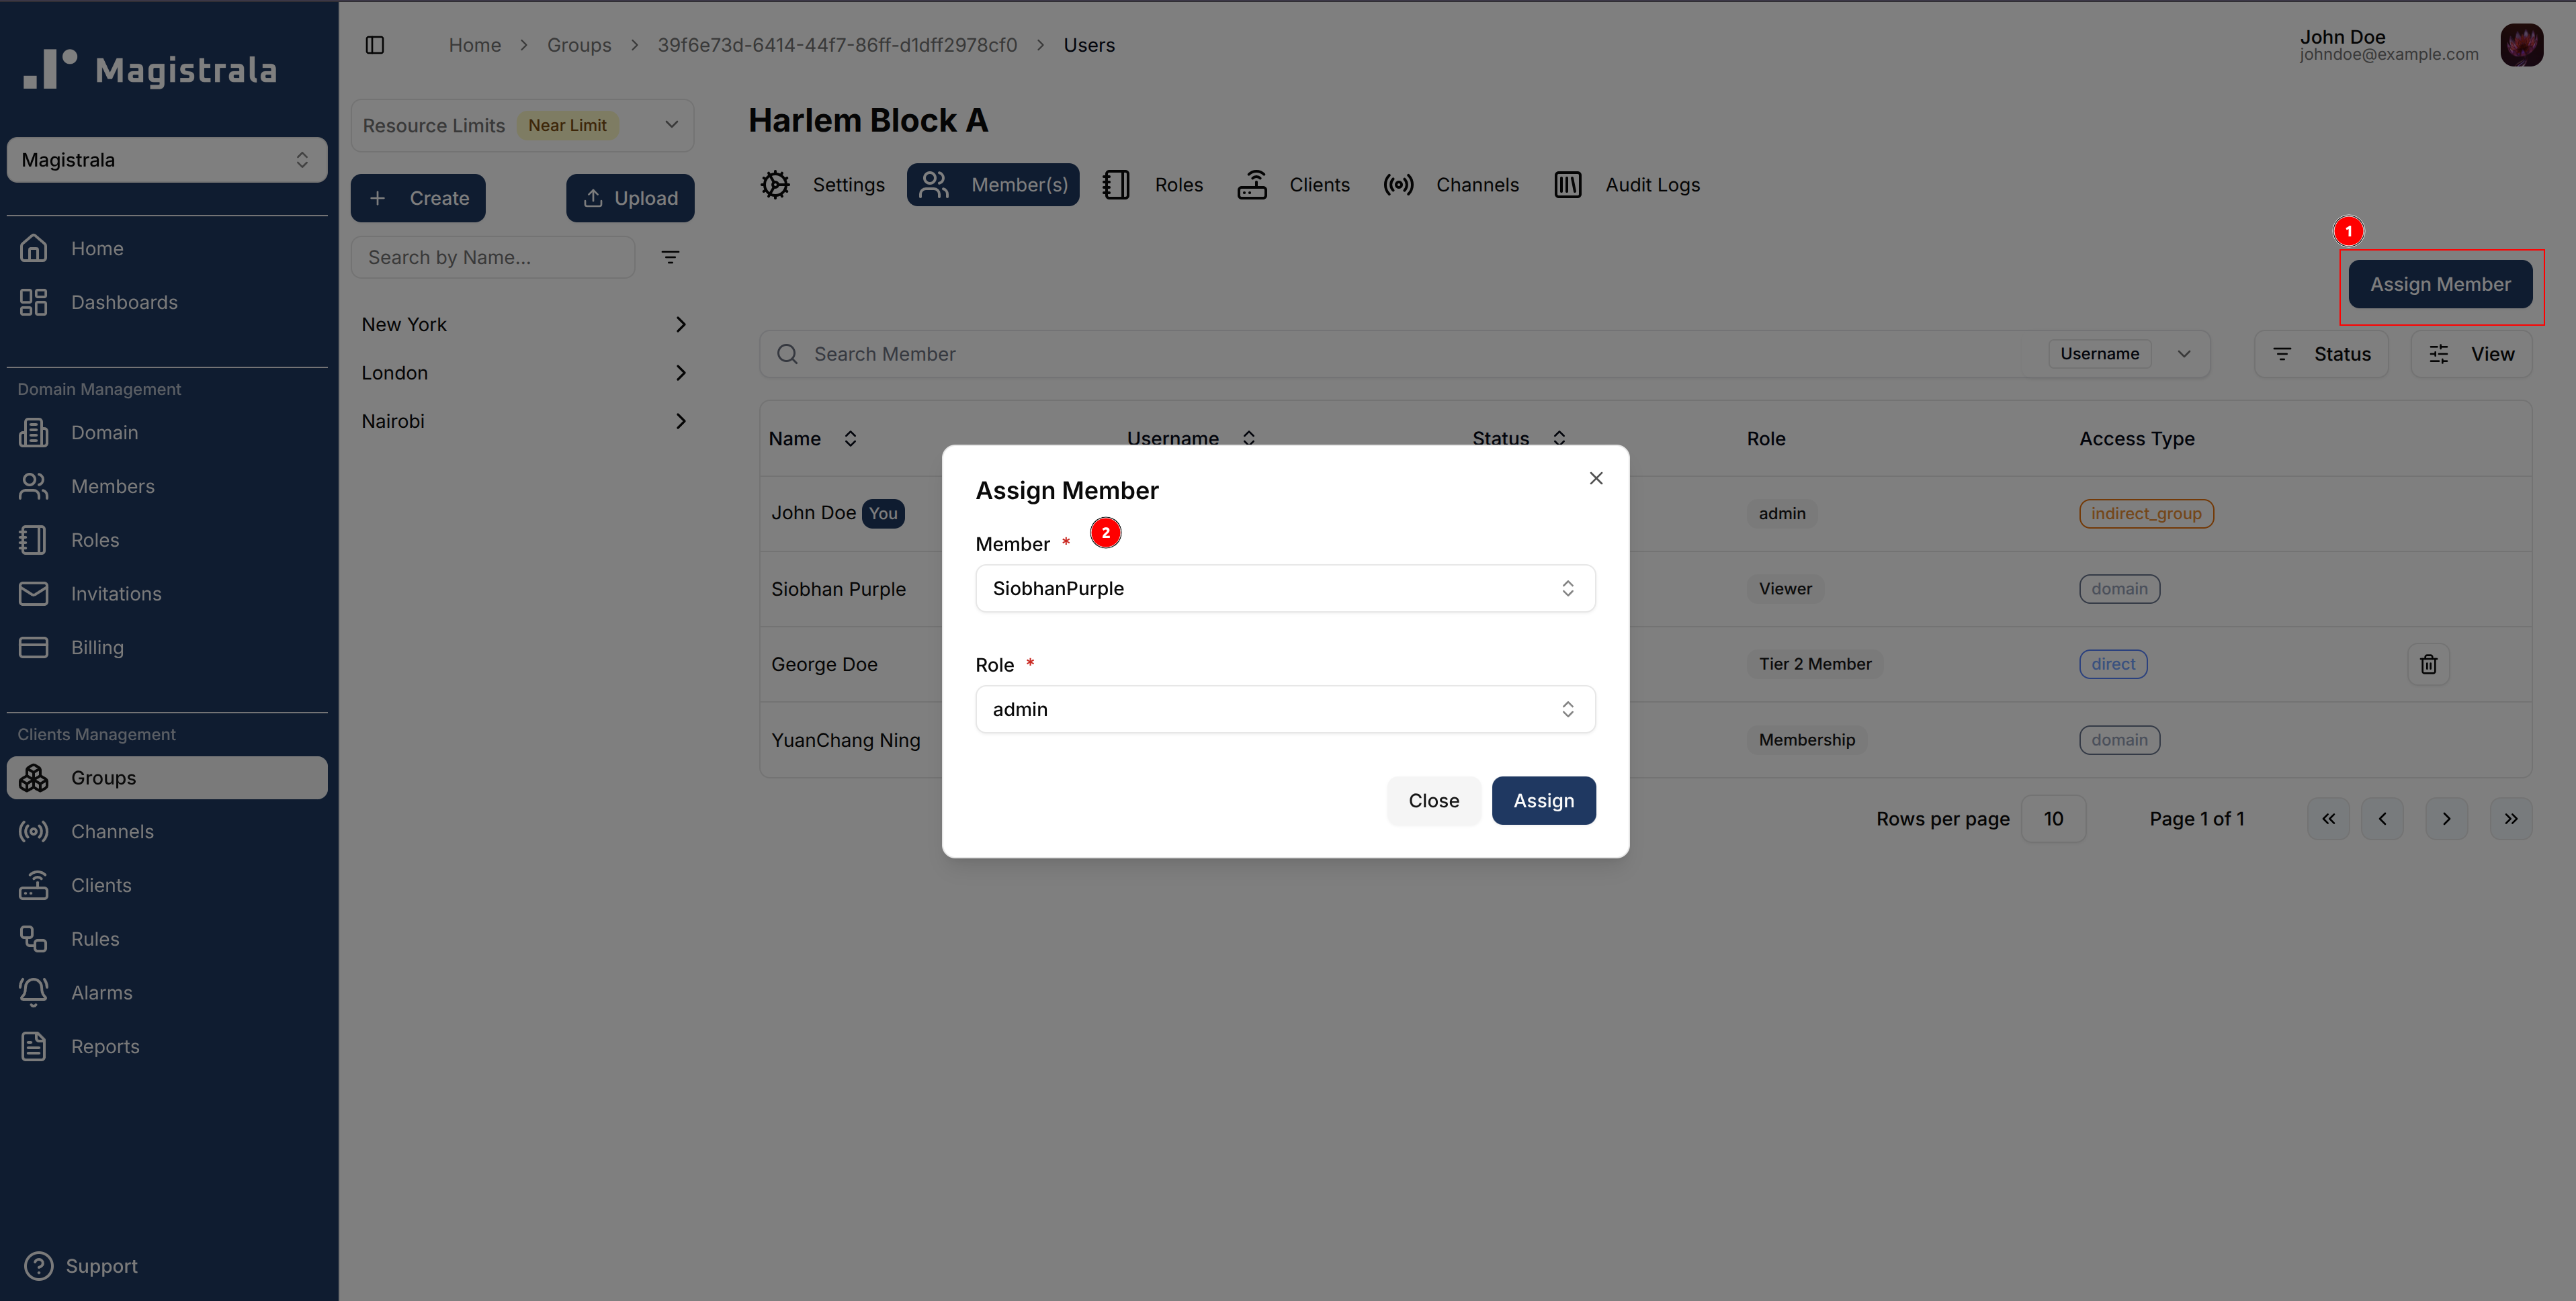 Magistrala
Magistrala
Home
Dashboards
Domain Management
Domain
Members
Roles
Invitations
Billing
Clients Management
Groups
Channels
Clients
Rules
Alarms
Reports
Support
Home > Groups > 39f6e73d-6414-44f7-86ff-d1dff2978cf0 > Users
John Doe
johndoe@example.com
Resource Limits Near Limit
Create Upload
Search by Name...
New York
London
Nairobi
Harlem Block A
Settings Member(s) Roles Clients Channels Audit Logs
1
Assign Member
Search Member Username Status View
Name Username Status Role Access Type
John Doe You admin indirect_group
Siobhan Purple Viewer domain
George Doe Tier 2 Member direct
YuanChang Ning Membership domain
Rows per page 10 Page 1 of 1
Assign Member
Member * 2
SiobhanPurple
Role *
admin
Close Assign